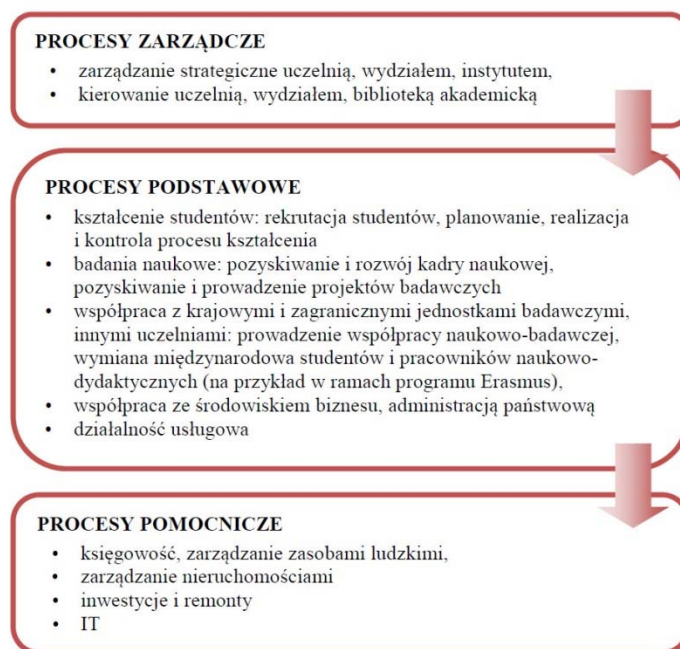 PROCESY ZARZĄDCZE
• zarządzanie strategiczne uczelnią, wydziałem, instytutem,
• kierowanie uczelnią, wydziałem, biblioteką akademicką
PROCESY PODSTAWOWE
• kształcenie studentów: rekrutacja studentów, planowanie, realizacja
i kontrola procesu kształcenia
• badania naukowe: pozyskiwanie i rozwój kadry naukowej,
pozyskiwanie i prowadzenie projektów badawczych
• współpraca z krajowymi i zagranicznymi jednostkami badawczymi,
innymi uczelniami: prowadzenie współpracy naukowo-badawczej,
wymiana międzynarodowa studentów i pracowników naukowo-
dydaktycznych (na przykład w ramach programu Erasmus),
• współpraca ze środowiskiem biznesu, administracją państwową
• działalność usługowa
PROCESY POMOCNICZE
• księgowość, zarządzanie zasobami ludzkimi,
• zarządzanie nieruchomościami
• inwestycje i remonty
• IT